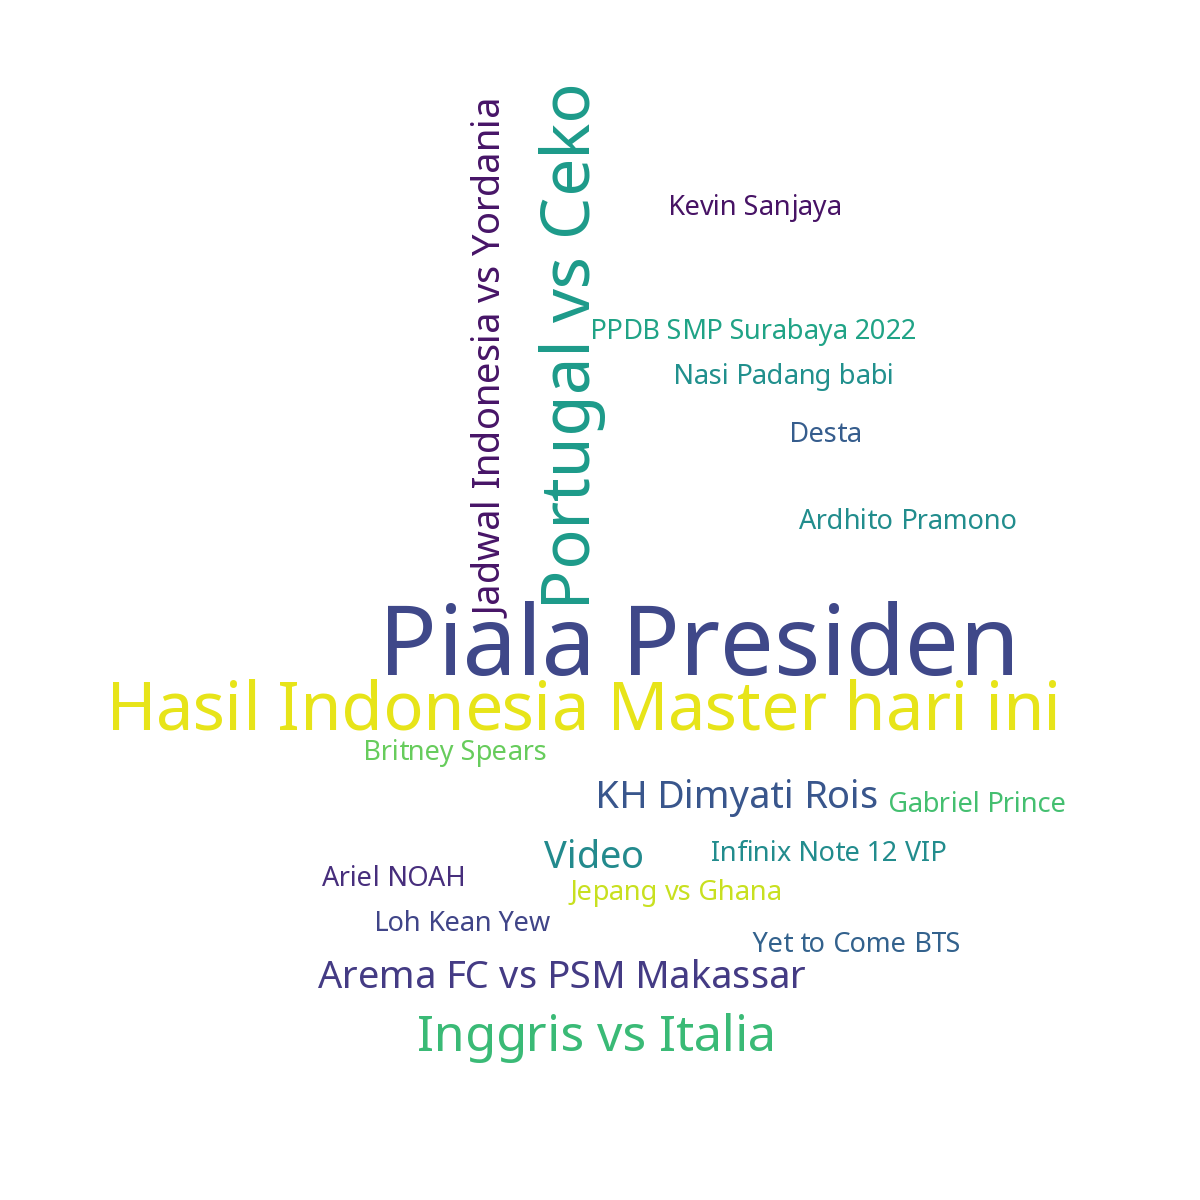 Jadwal Indonesia vs Yordania
Portugal vs Ceko
Kevin Sanjaya
PPDB SMP Surabaya 2022
Nasi Padang babi
Desta
Ardhito Pramono
Piala Presiden
Hasil Indonesia Master hari ini
Britney Spears
KH Dimyati Rois
Gabriel Prince
Video
Infinix Note 12 VIP
Ariel NOAH
Jepang vs Ghana
Loh Kean Yew
Yet to Come BTS
Arema FC vs PSM Makassar
Inggris vs Italia